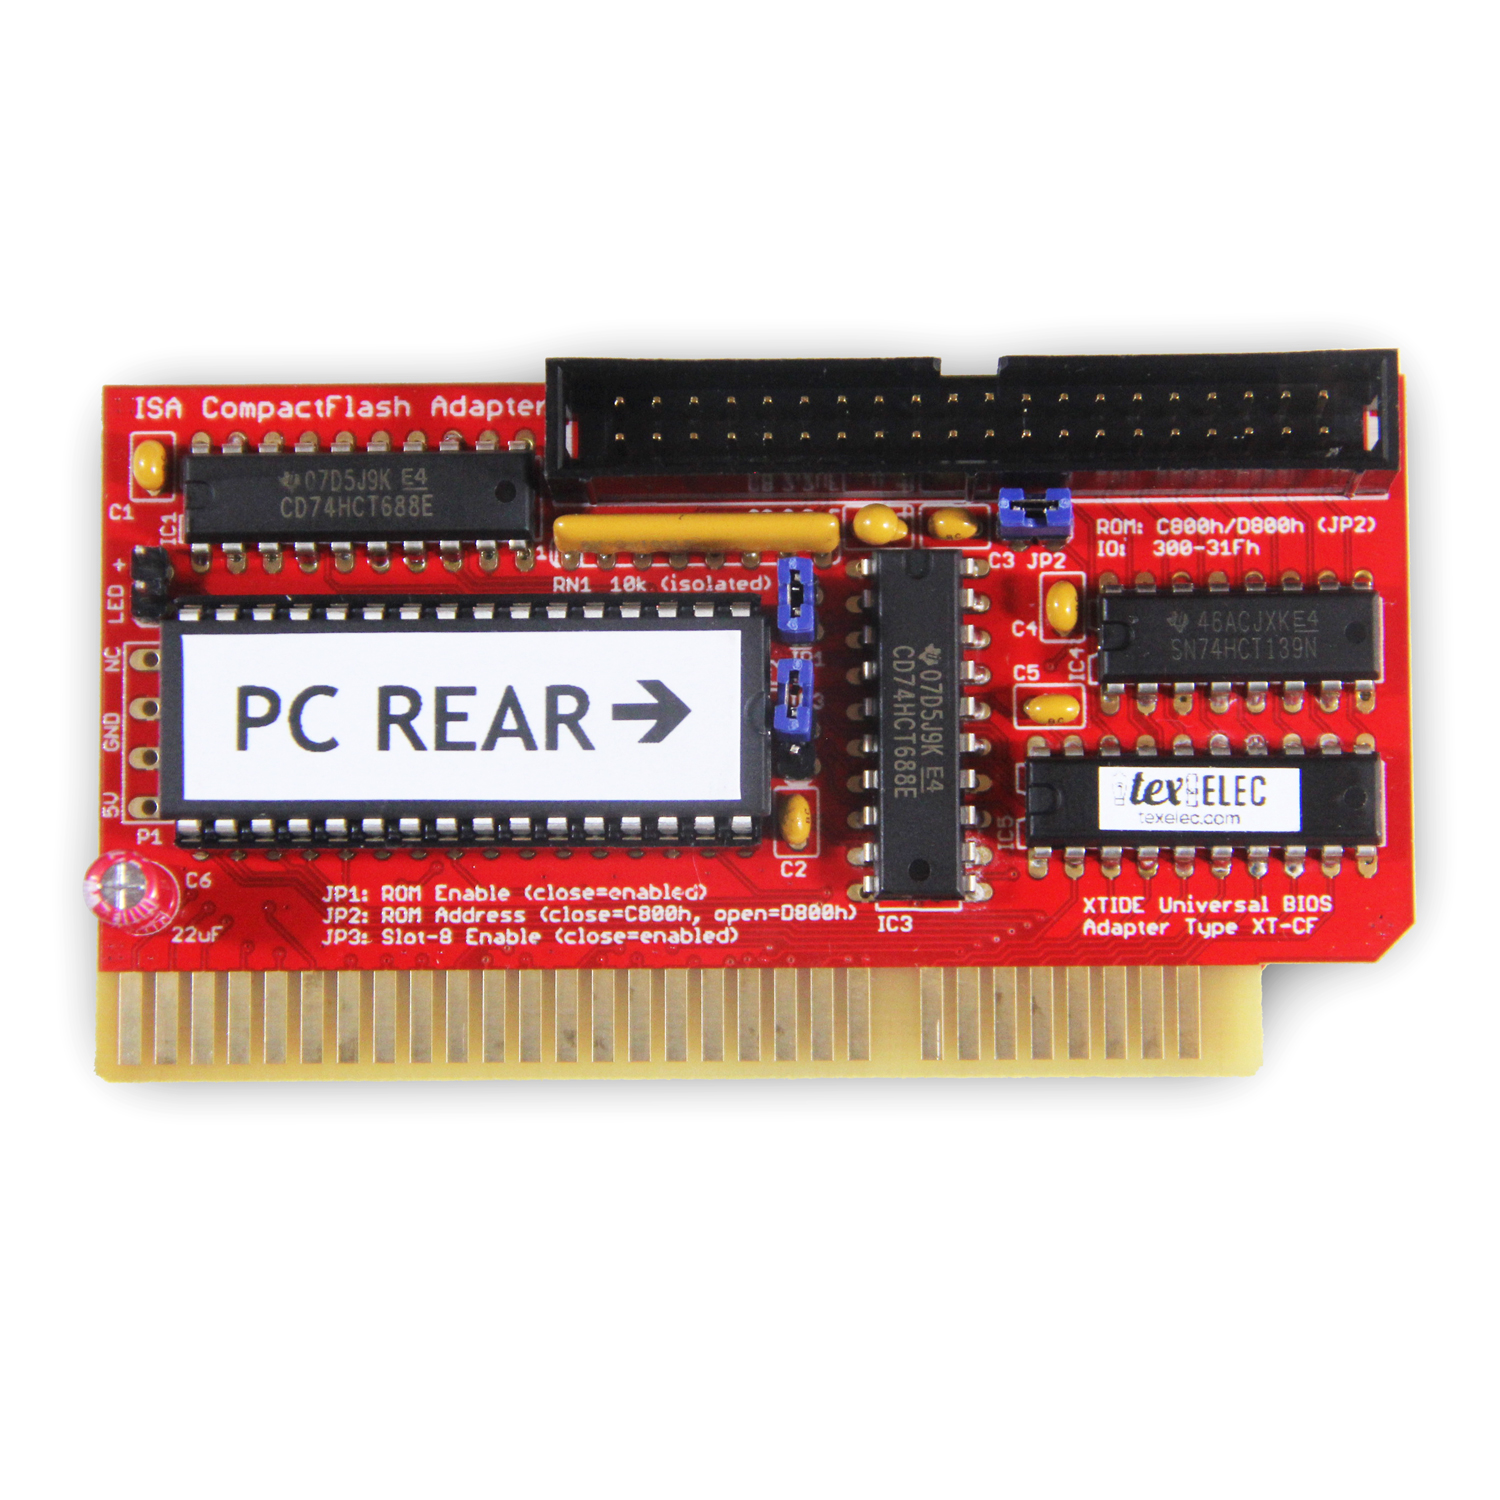 ISA CompactFlash Adapter
C1
IC1
07D5J9K E4
CD74HCT688E
1
RN1 10k (isolated)
C3 JP2
ROM: C800h/D800h (JP2)
IO: 300-31Fh
LED +
NC
GND
5V
P1
PC REAR→
07D5J9K E4
CD74HCT688E
C4
IC4
46ACJXKE4
SN74HCT139N
C5
IC5
tex ELEC
texelec.com
C2
C6
22uF
JP1: ROM Enable (close=enabled)
JP2: ROM Address (close=C800h, open=D800h)
JP3: Slot-8 Enable (close=enabled)
IC3
XTIDE Universal BIOS
Adapter Type XT-CF